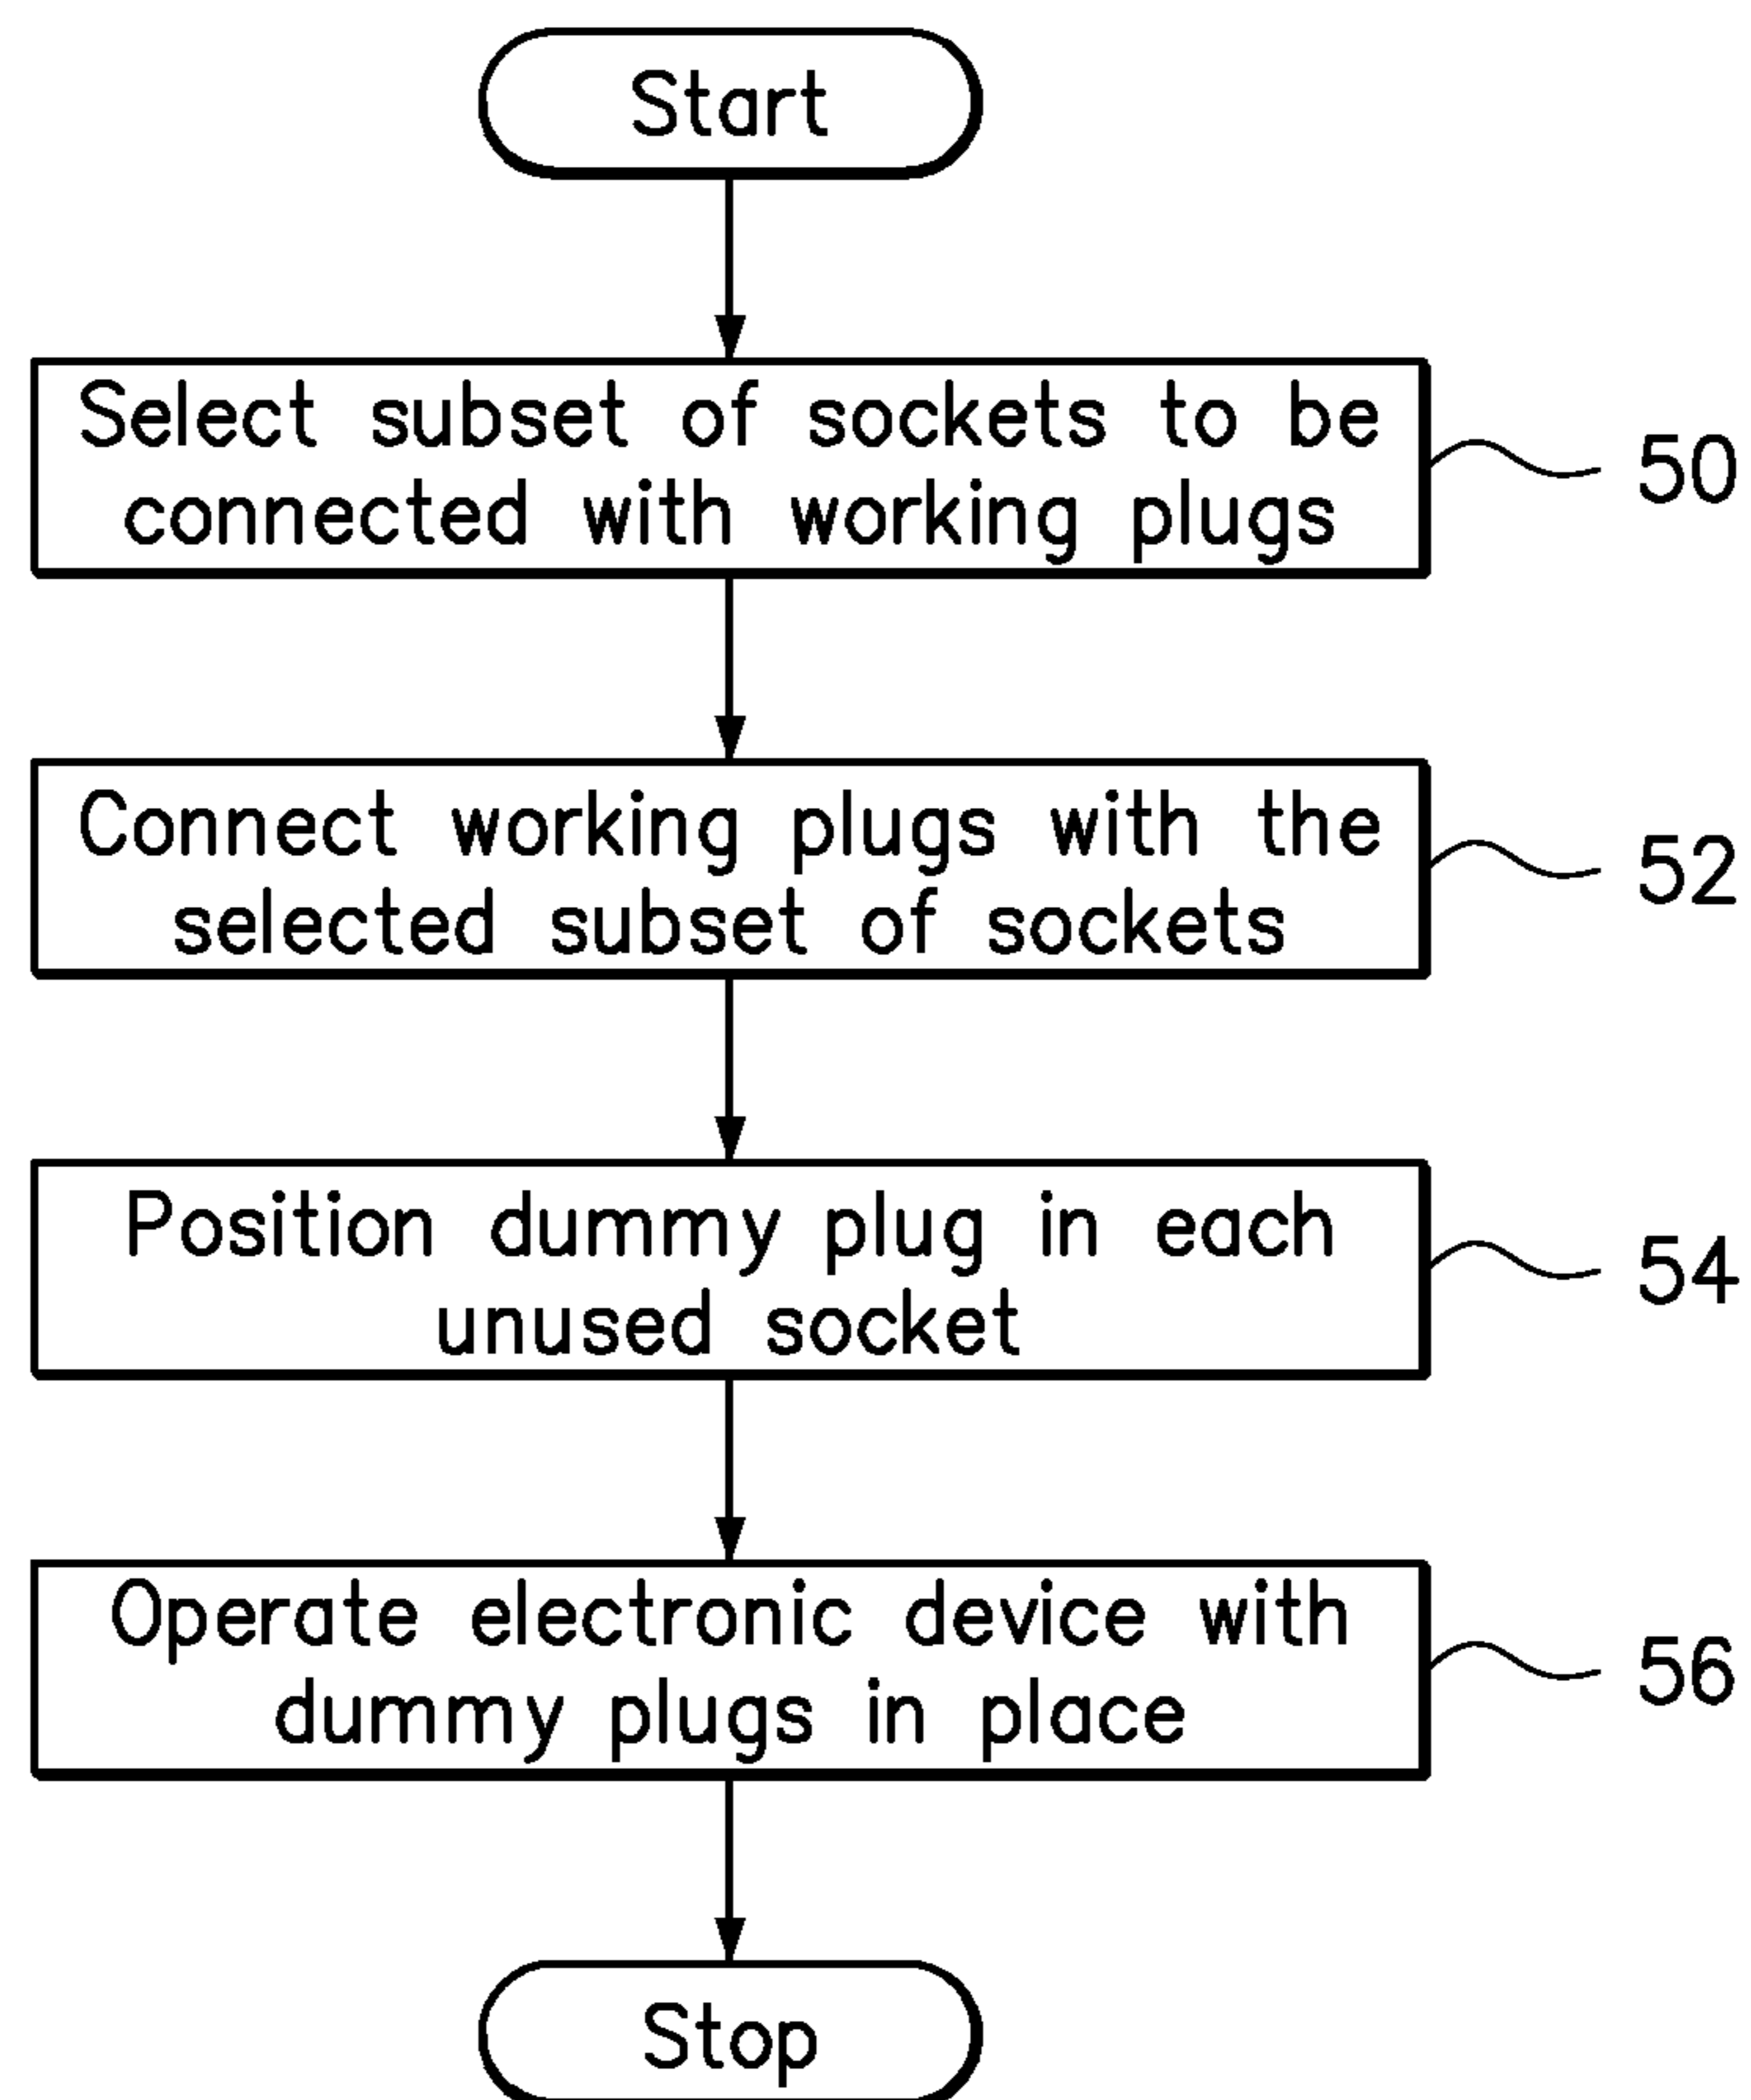 Start
Select subset of sockets to be
connected with working plugs
50
Connect working plugs with the
selected subset of sockets
52
Position dummy plug in each
unused socket
54
Operate electronic device with
dummy plugs in place
56
Stop